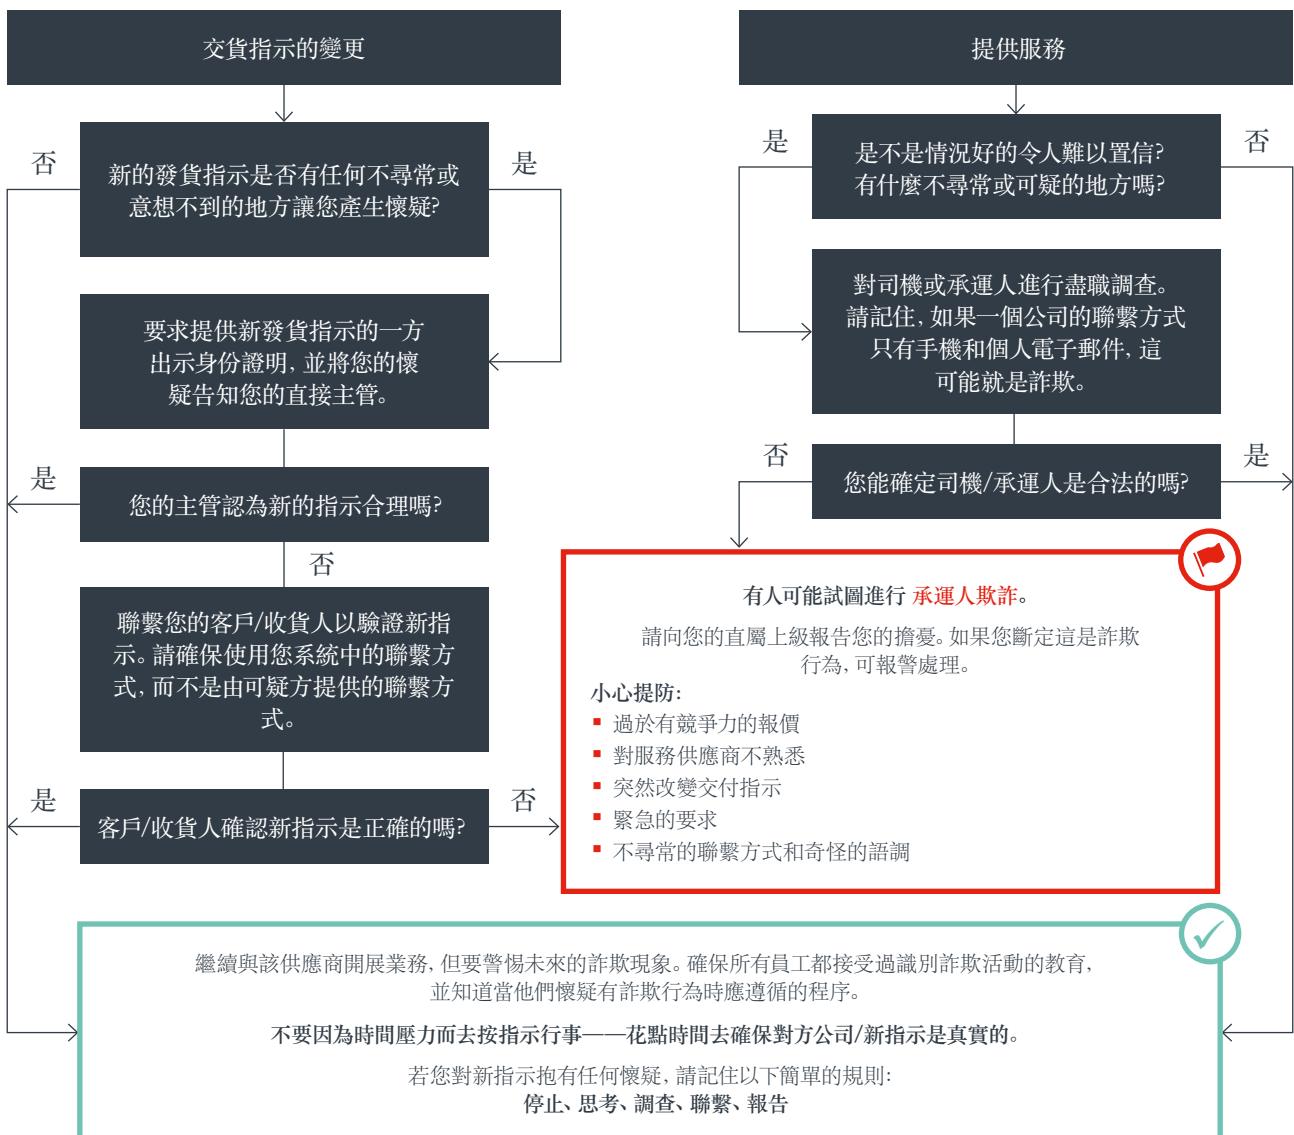 交貨指示的變更
否
是
新的發貨指示是否有任何不尋常或
意想不到的地方讓您產生懷疑?
要求提供新發貨指示的一方
出示身份證明, 並將您的懷
疑告知您的直接主管。
是
您的主管認為新的指示合理嗎?
否
聯繫您的客戶/收貨人以驗證新指
示。請確保使用您系統中的聯繫方
式, 而不是由可疑方提供的聯繫方
式。
是
否
客戶/收貨人確認新指示是正確的嗎?
提供服務
是
否
是不是情況好的令人難以置信?
有什麼不尋常或可疑的地方嗎?
對司機或承運人進行盡職調查。
請記住, 如果一個公司的聯繫方式
只有手機和個人電子郵件, 這
可能就是詐欺。
否
是
您能確定司機/承運人是合法的嗎?
有人可能試圖進行 承運人欺詐。
請向您的直屬上級報告您的擔憂。如果您斷定這是詐欺
行為, 可報警處理。
小心提防:
過於有競爭力的報價
對服務供應商不熟悉
突然改變交付指示
緊急的要求
不尋常的聯繫方式和奇怪的語調
繼續與該供應商開展業務, 但要警惕未來的詐欺現象。確保所有員工都接受過識別詐欺活動的教育,
並知道當他們懷疑有詐欺行為時應遵循的程序。
不要因為時間壓力而去按指示行事——花點時間去確保對方公司/新指示是真實的。
若您對新指示抱有任何懷疑, 請記住以下簡單的規則:
停止、思考、調查、聯繫、報告